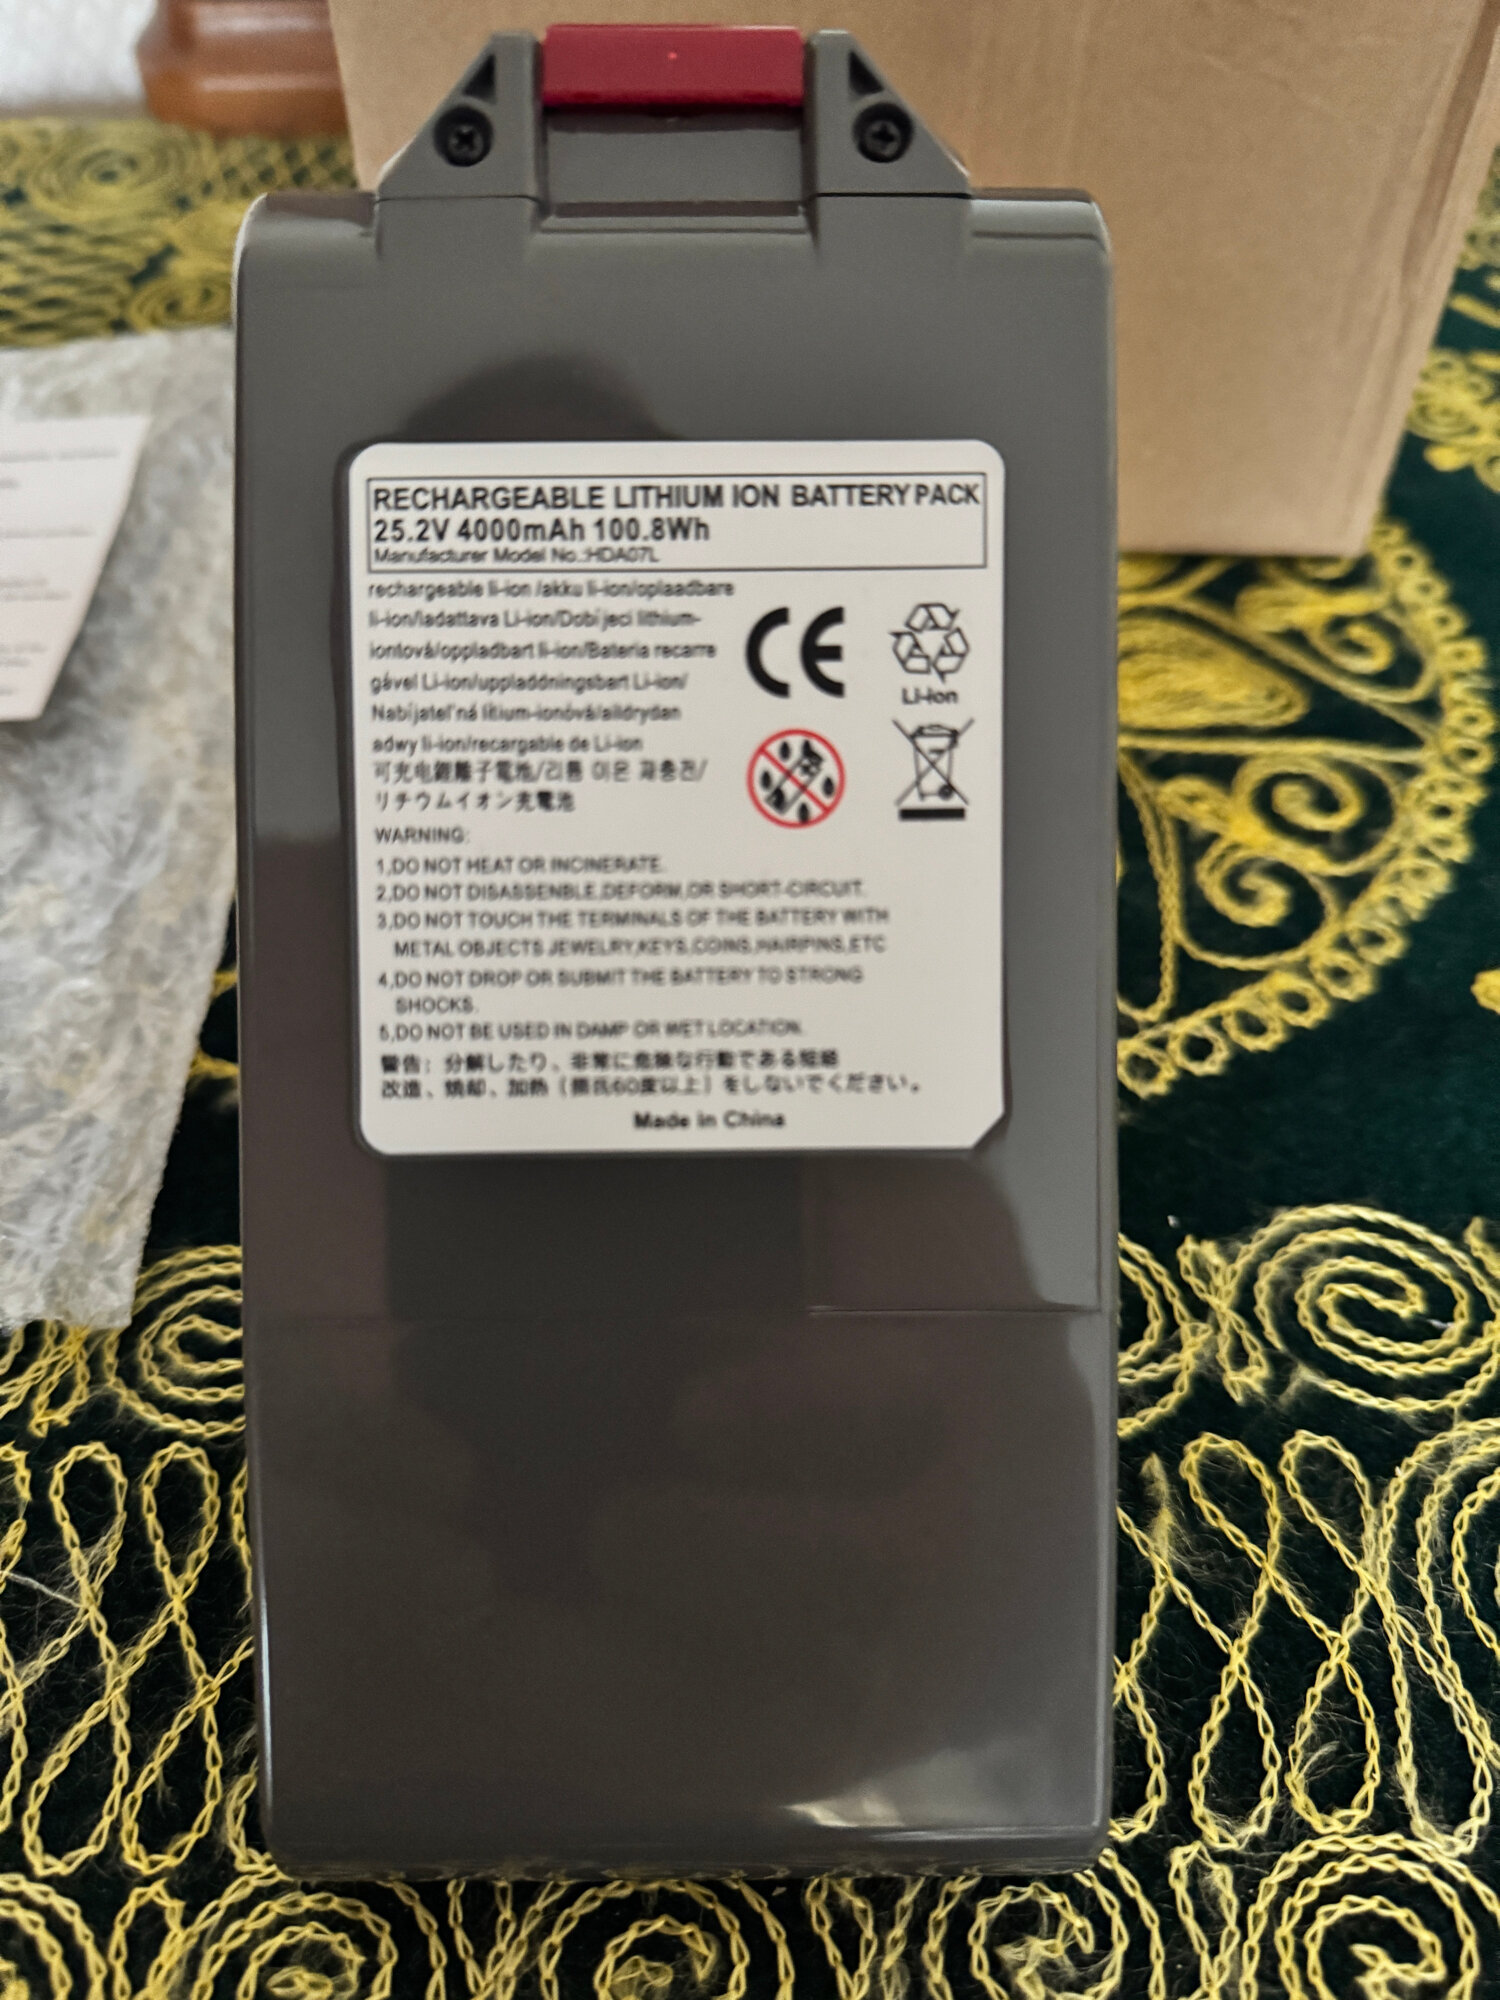 RECHARGEABLE LITHIUM ION BATTERY PACK
25.2V 4000mAh 100.8Wh
Manufacturer Model No.:HDA07L
rechargeable li-ion /akku li-ion/oplaadbare
li-ion/ladattava Li-ion/Dobíjecí lithium-
iontová/oppladbart li-ion/Bateria recarre
gável Li-ion/uppladdningsbart Li-ion/
Nabíjateľná lítium-iónóvá/aildrydan
adwy li-ion/recargable de Li-ion
可充电鋰離子電池/리튬 이온 재충전/
リチウムイオン充電池
CE
Li-ion
WARNING:
1,DO NOT HEAT OR INCINERATE.
2,DO NOT DISASSENBLE,DEFORM,OR SHORT-CIRCUIT.
3,DO NOT TOUCH THE TERMINALS OF THE BATTERY WITH
METAL OBJECTS JEWELRY,KEYS,COINS,HAIRPINS,ETC
4,DO NOT DROP OR SUBMIT THE BATTERY TO STRONG
SHOCKS.
5,DO NOT BE USED IN DAMP OR WET LOCATION.
警告: 分解したり、非常に危険な行動である短絡
改造、焼却、加熱(摂氏60度以上)をしないでください。
Made in China